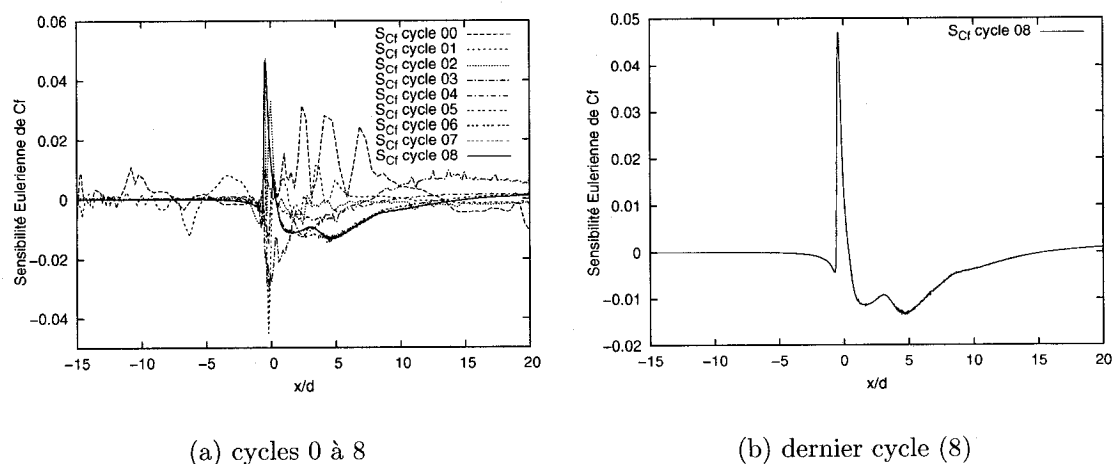 0.06
0.04
0.02
0
−0.02
−0.04
Sensibilité Eulerienne de Cf
S_Cf cycle 00
S_Cf cycle 01
S_Cf cycle 02
S_Cf cycle 03
S_Cf cycle 04
S_Cf cycle 05
S_Cf cycle 06
S_Cf cycle 07
S_Cf cycle 08
−15 −10 −5 0 5 10 15 20
x/d
(a) cycles 0 à 8
0.05
0.04
0.03
0.02
0.01
0
−0.01
−0.02
Sensibilité Eulerienne de Cf
S_Cf cycle 08
−15 −10 −5 0 5 10 15 20
x/d
(b) dernier cycle (8)